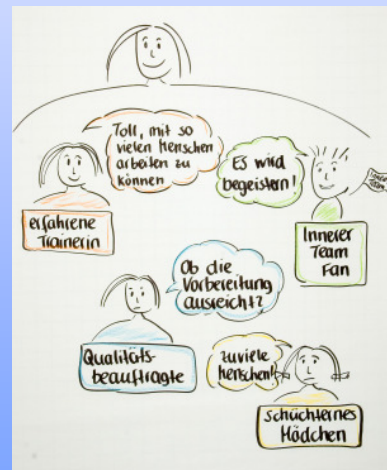 Toll, mit so
vielen Menschen
arbeiten zu
können
erfahrene
Trainerin
Es wird
begeistern!
Innerer
Team
Fan
Ob die
Vorbereitung
ausreicht?
Qualitäts-
beauftragte
zuviele
Menschen!
schüchternes
Mädchen